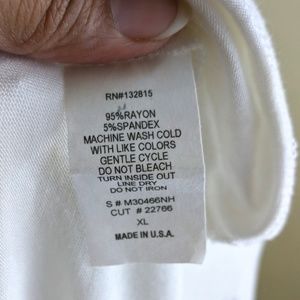 RN#132815
95%RAYON
5%SPANDEX
MACHINE WASH COLD
WITH LIKE COLORS
GENTLE CYCLE
DO NOT BLEACH
TURN INSIDE OUT
LINE DRY
DO NOT IRON
S # M30466NH
CUT # 22766
XL
MADE IN U.S.A.